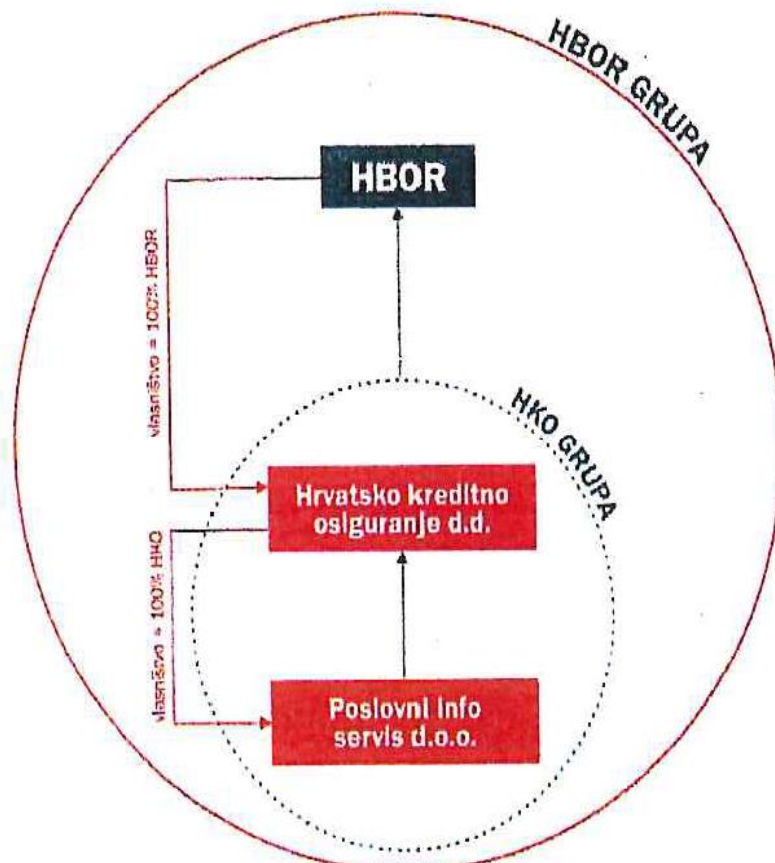 HBOR GRUPA
HBOR
vlasništvo = 100% HBOR
HKO GRUPA
Hrvatsko kreditno
osiguranje d.d.
vlasništvo = 100% HKO
Poslovni info
servis d.o.o.